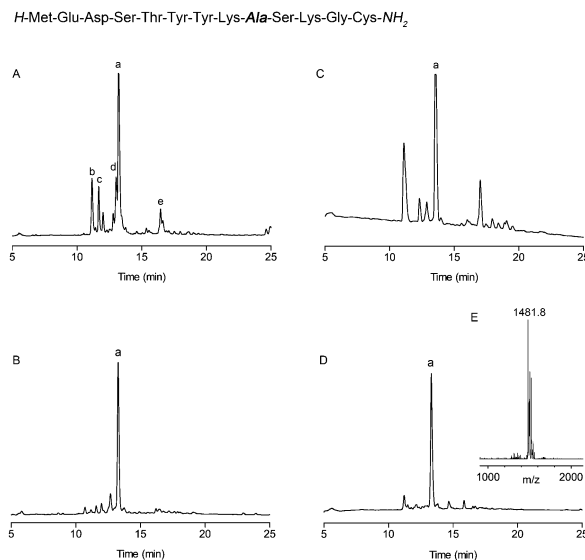 H-Met-Glu-Asp-Ser-Thr-Tyr-Tyr-Lys-Ala-Ser-Lys-Gly-Cys-NH2
A
a
b
c
d
e
5 10 15 20 25
Time (min)
C
a
5 10 15 20 25
Time (min)
B
a
5 10 15 20 25
Time (min)
D
a
5 10 15 20 25
Time (min)
E
1481.8
1000 2000
m/z